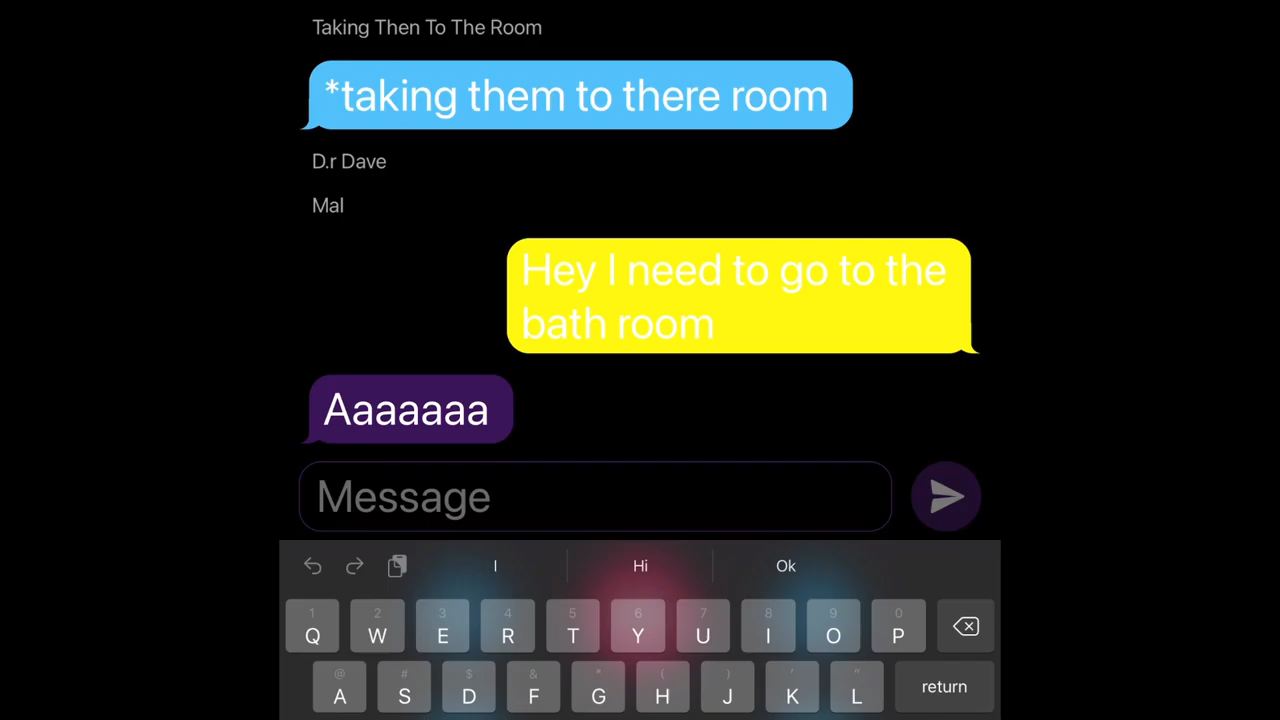 Taking Then To The Room
*taking them to there room
D.r Dave
Mal
Hey I need to go to the
bath room
Aaaaaaa
Message
I Hi Ok
1 2 3 4 5 6 7 8 9 0
Q W E R T Y U I O P
@ # $ & * ( ) ' "
A S D F G H J K L return